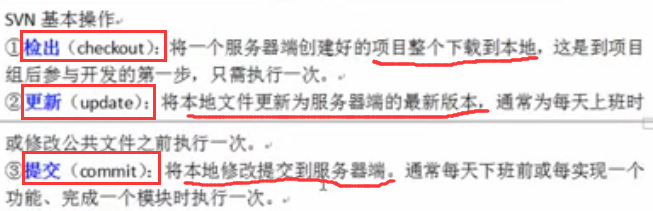 SVN 基本操作
①检出（checkout）：将一个服务器端创建好的项目整个下载到本地，这是到项
目组后参与开发的第一步，只需执行一次。
②更新（update）：将本地文件更新为服务器端的最新版本，通常为每天上班时
或修改公共文件之前执行一次。
③提交（commit）：将本地修改提交到服务器端。通常每天下班前或每实现一个
功能、完成一个模块时执行一次。